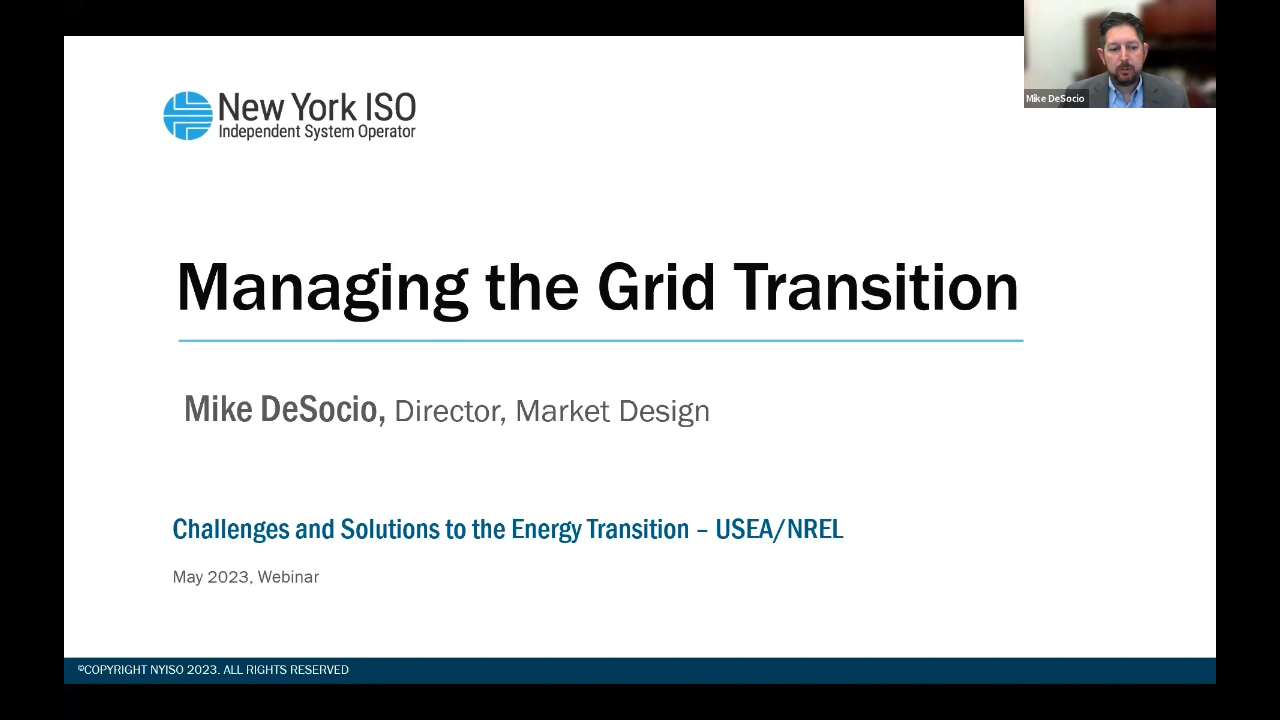 Mike DeSocio
New York ISO
Independent System Operator
Managing the Grid Transition
Mike DeSocio, Director, Market Design
Challenges and Solutions to the Energy Transition – USEA/NREL
May 2023, Webinar
©COPYRIGHT NYISO 2023. ALL RIGHTS RESERVED